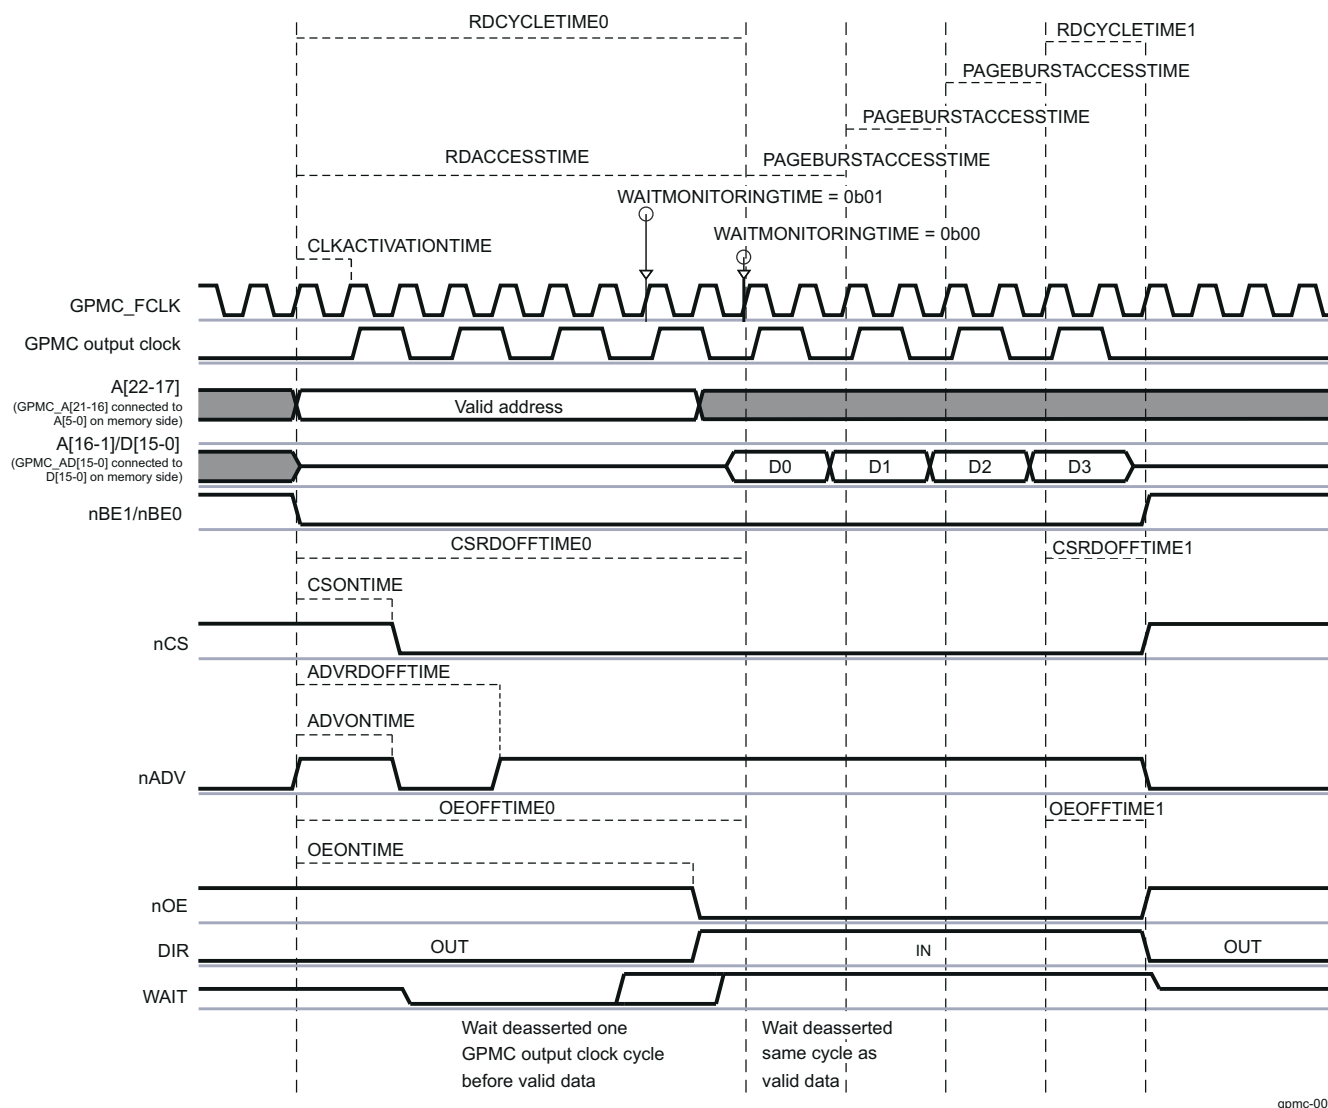 RDCYCLETIME0
RDCYCLETIME1
PAGEBURSTACCESSTIME
PAGEBURSTACCESSTIME
RDACCESSTIME
PAGEBURSTACCESSTIME
WAITMONITORINGTIME = 0b01
WAITMONITORINGTIME = 0b00
CLKACTIVATIONTIME
GPMC_FCLK
GPMC output clock
A[22-17]
(GPMC_A[21-16] connected to
A[5-0] on memory side)
Valid address
A[16-1]/D[15-0]
(GPMC_AD[15-0] connected to
D[15-0] on memory side)
D0
D1
D2
D3
nBE1/nBE0
CSRDOFFTIME0
CSRDOFFTIME1
CSONTIME
nCS
ADVRDOFFTIME
ADVONTIME
nADV
OEOFFTIME0
OEOFFTIME1
OEONTIME
nOE
DIR
OUT
IN
OUT
WAIT
Wait deasserted one
GPMC output clock cycle
before valid data
Wait deasserted
same cycle as
valid data
gpmc-00